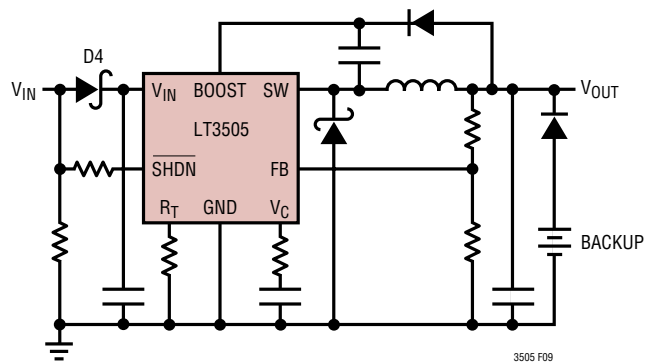 D4
V_IN
V_IN BOOST SW
V_OUT
LT3505
SHDN FB
R_T GND V_C
BACKUP
3505 F09